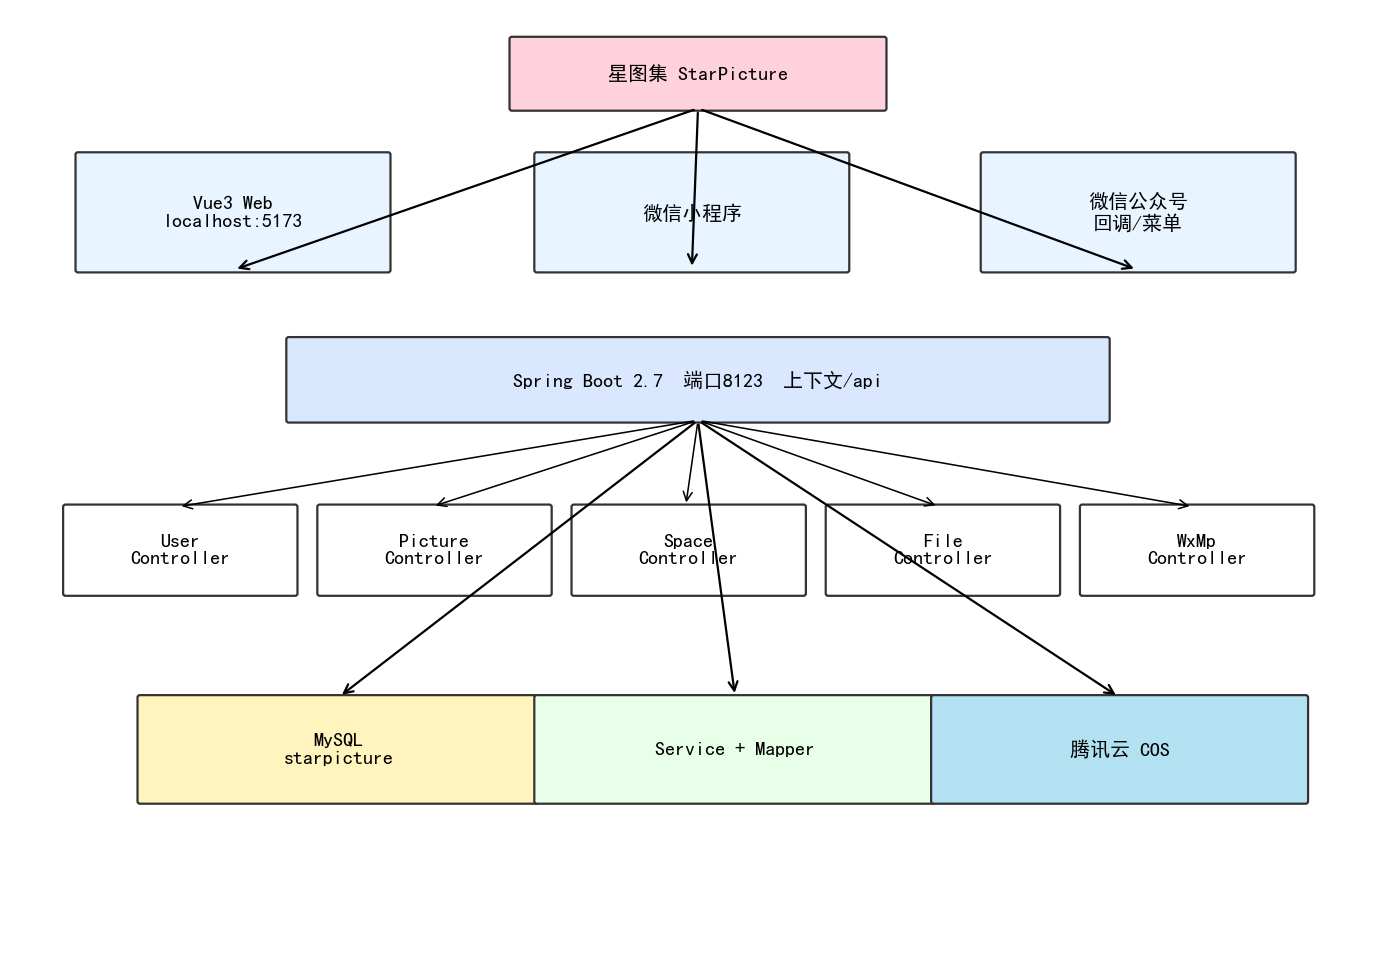 星图集 StarPicture
Vue3 Web
localhost:5173
微信小程序
微信公众号
回调/菜单
Spring Boot 2.7  端口8123  上下文/api
User
Controller
Picture
Controller
Space
Controller
File
Controller
WxMp
Controller
MySQL
starpicture
Service + Mapper
腾讯云 COS